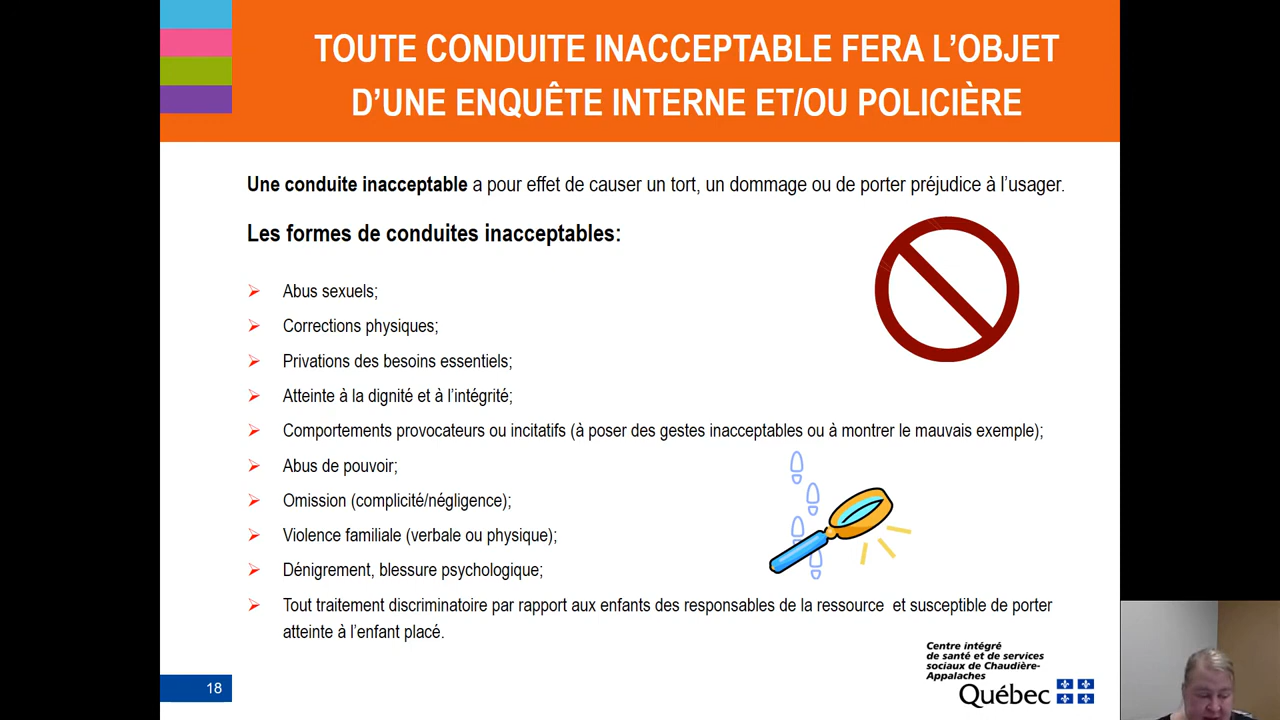 TOUTE CONDUITE INACCEPTABLE FERA L’OBJET
D’UNE ENQUÊTE INTERNE ET/OU POLICIÈRE
Une conduite inacceptable a pour effet de causer un tort, un dommage ou de porter préjudice à l’usager.
Les formes de conduites inacceptables:
Abus sexuels;
Corrections physiques;
Privations des besoins essentiels;
Atteinte à la dignité et à l’intégrité;
Comportements provocateurs ou incitatifs (à poser des gestes inacceptables ou à montrer le mauvais exemple);
Abus de pouvoir;
Omission (complicité/négligence);
Violence familiale (verbale ou physique);
Dénigrement, blessure psychologique;
Tout traitement discriminatoire par rapport aux enfants des responsables de la ressource et susceptible de porter
atteinte à l’enfant placé.
Centre intégré
de santé et de services
sociaux de Chaudière-
Appalaches
Québec
18